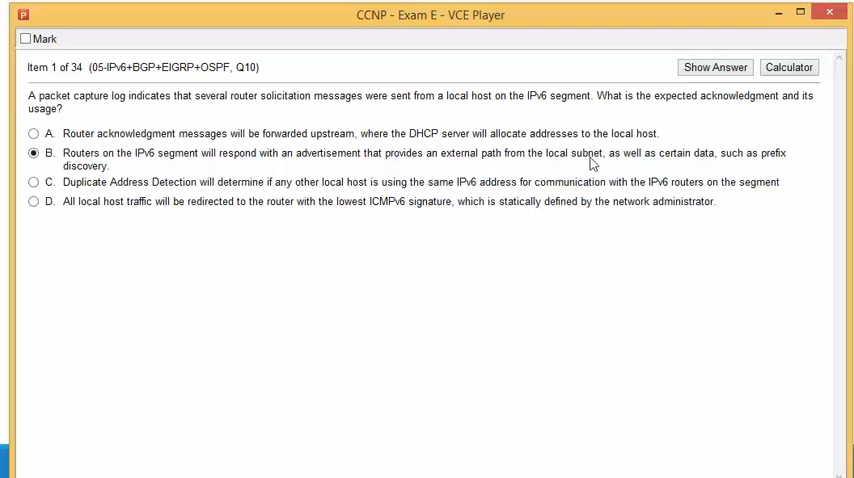 CCNP - Exam E - VCE Player
Mark
Item 1 of 34 (05-IPv6+BGP+EIGRP+OSPF, Q10)
Show Answer
Calculator
A packet capture log indicates that several router solicitation messages were sent from a local host on the IPv6 segment. What is the expected acknowledgment and its
usage?
A. Router acknowledgment messages will be forwarded upstream, where the DHCP server will allocate addresses to the local host.
B. Routers on the IPv6 segment will respond with an advertisement that provides an external path from the local subnet, as well as certain data, such as prefix
discovery.
C. Duplicate Address Detection will determine if any other local host is using the same IPv6 address for communication with the IPv6 routers on the segment
D. All local host traffic will be redirected to the router with the lowest ICMPv6 signature, which is statically defined by the network administrator.